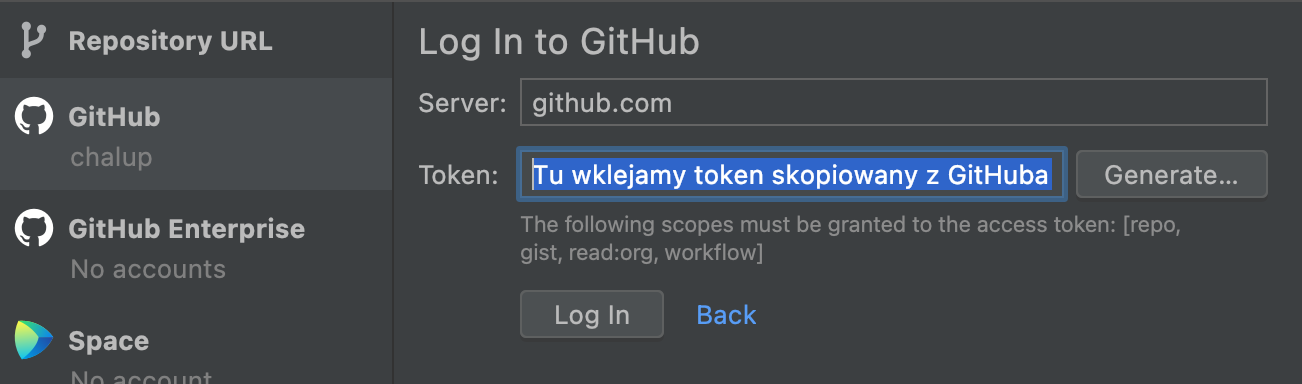 Repository URL
GitHub
chalup
GitHub Enterprise
No accounts
Space
No account
Log In to GitHub
Server: github.com
Token: Tu wklejamy token skopiowany z GitHuba Generate...
The following scopes must be granted to the access token: [repo,
gist, read:org, workflow]
Log In Back